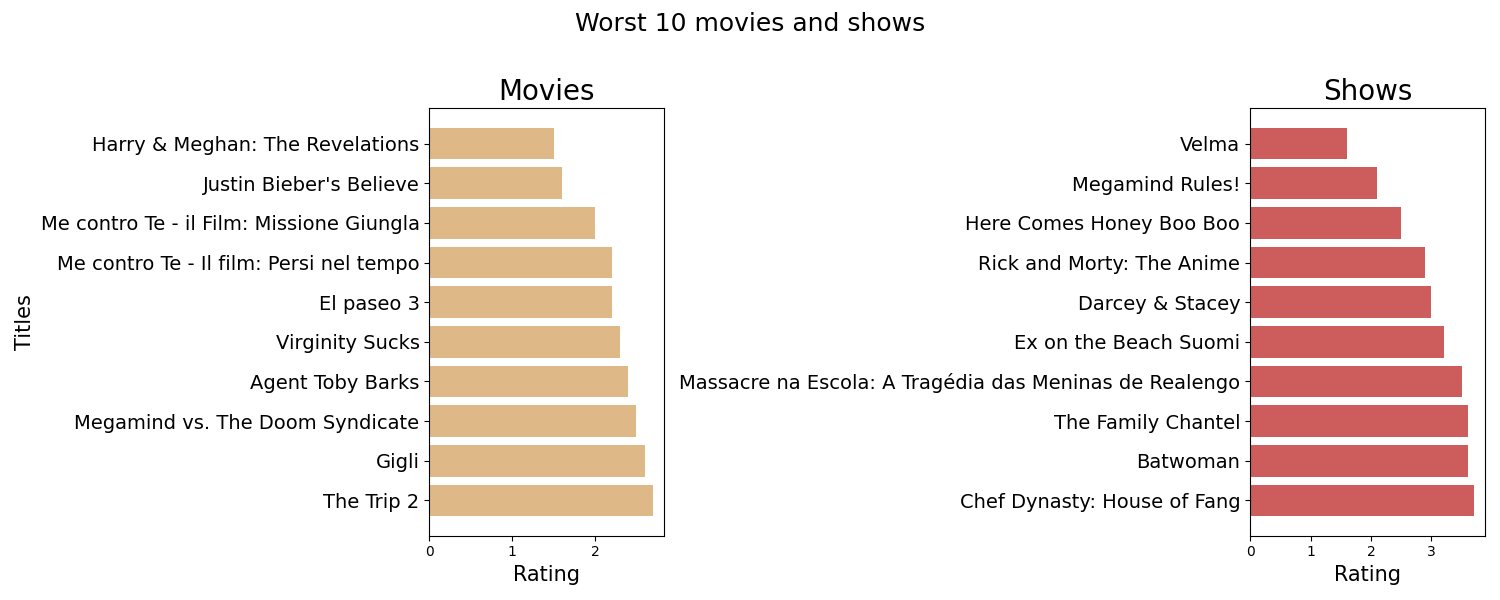 Worst 10 movies and shows
Movies
Titles
Harry & Meghan: The Revelations
Justin Bieber's Believe
Me contro Te - il Film: Missione Giungla
Me contro Te - Il film: Persi nel tempo
El paseo 3
Virginity Sucks
Agent Toby Barks
Megamind vs. The Doom Syndicate
Gigli
The Trip 2
0 1 2
Rating
Shows
Velma
Megamind Rules!
Here Comes Honey Boo Boo
Rick and Morty: The Anime
Darcey & Stacey
Ex on the Beach Suomi
Massacre na Escola: A Tragédia das Meninas de Realengo
The Family Chantel
Batwoman
Chef Dynasty: House of Fang
0 1 2 3
Rating